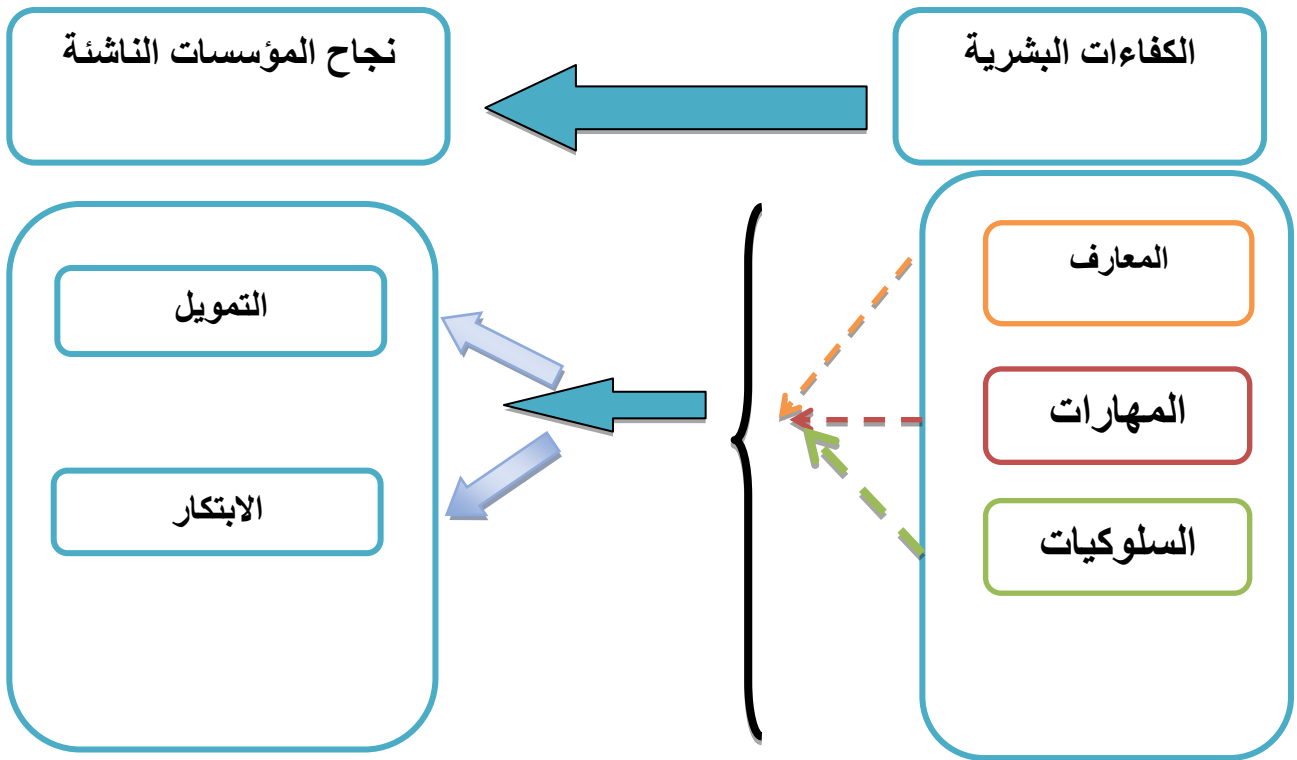 الكفاءات البشرية
نجاح المؤسسات الناشئة
المعارف
المهارات
السلوكيات
التمويل
الابتكار